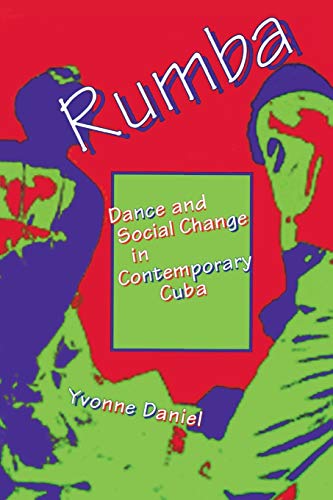 Rumba
Dance and
Social Change
in
Contemporary
Cuba
Yvonne Daniel